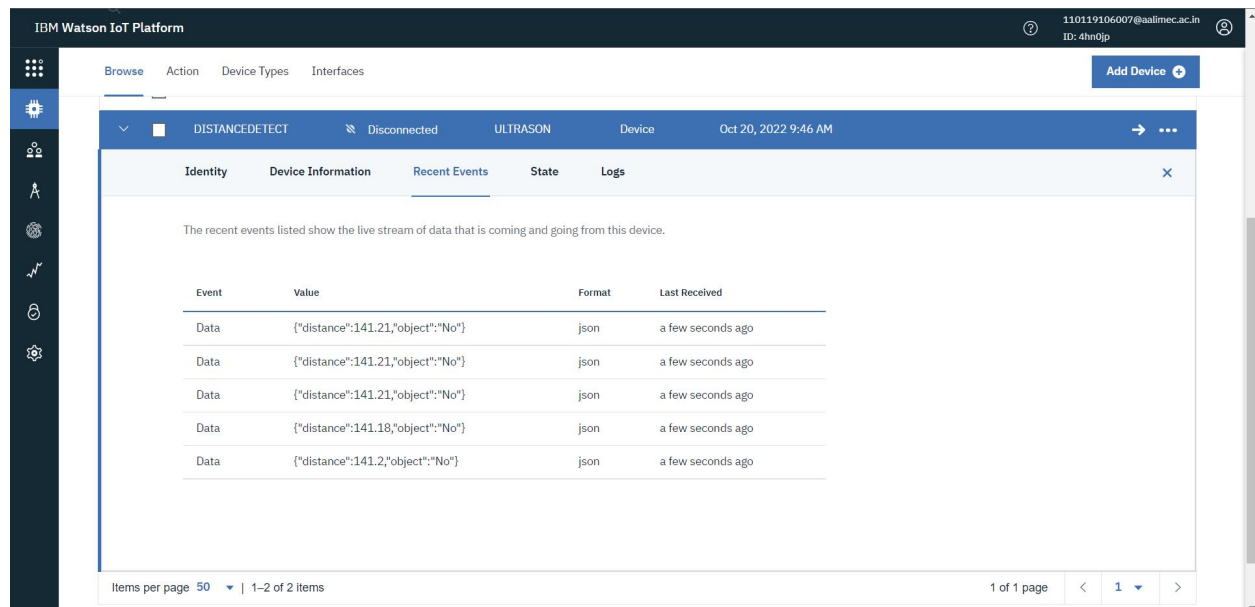 IBM Watson IoT Platform
110119106007@aalimec.ac.in
ID: 4hn0jp
Browse Action Device Types Interfaces
Add Device
DISTANCEDETECT Disconnected ULTRASON Device Oct 20, 2022 9:46 AM
Identity Device Information Recent Events State Logs
The recent events listed show the live stream of data that is coming and going from this device.
Event Value Format Last Received
Data {"distance":141.21,"object":"No"} json a few seconds ago
Data {"distance":141.21,"object":"No"} json a few seconds ago
Data {"distance":141.21,"object":"No"} json a few seconds ago
Data {"distance":141.18,"object":"No"} json a few seconds ago
Data {"distance":141.2,"object":"No"} json a few seconds ago
Items per page 50 | 1–2 of 2 items 1 of 1 page 1